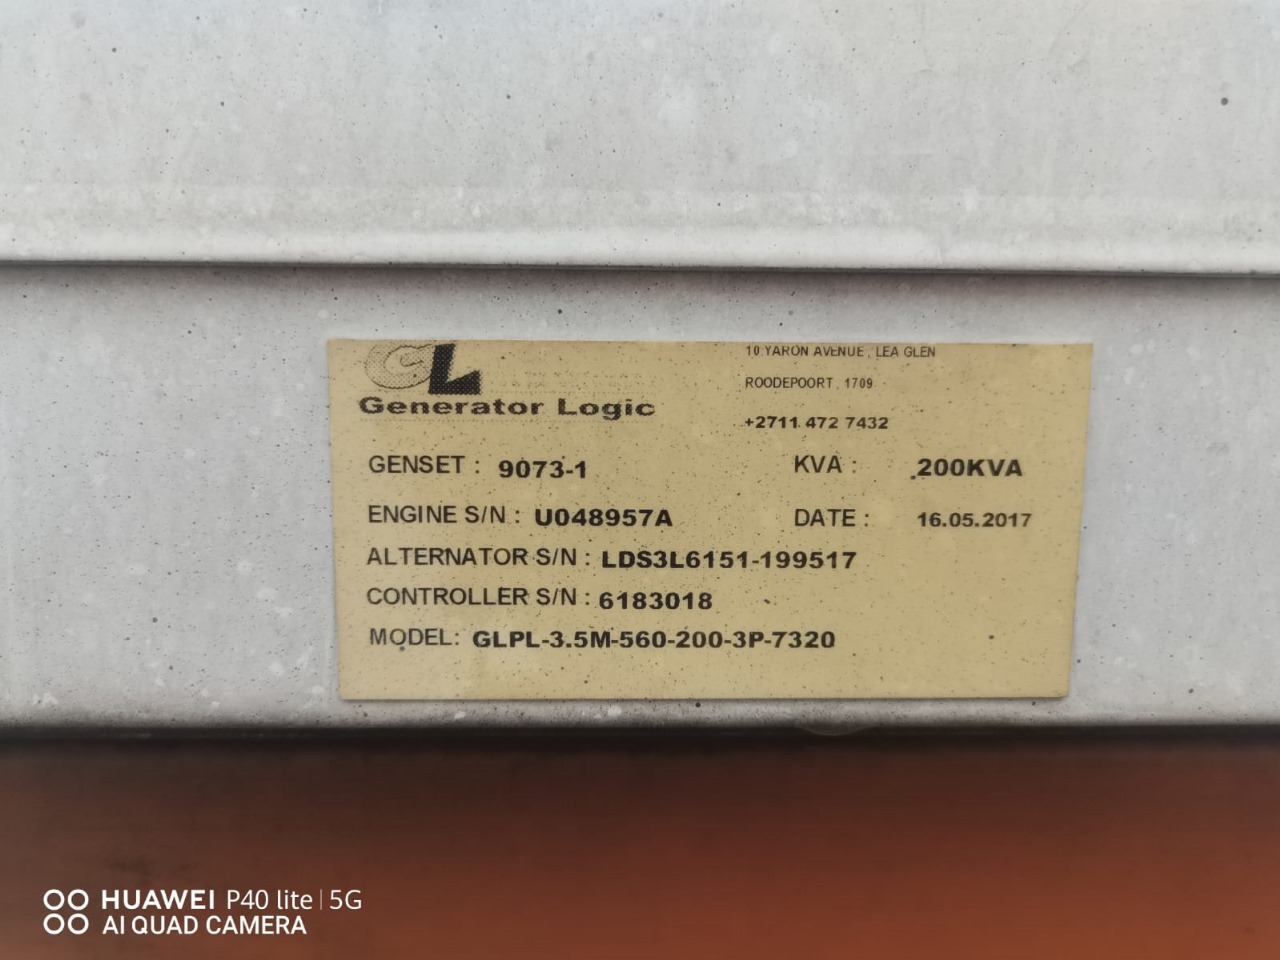 GL
Generator Logic
10 YARON AVENUE, LEA GLEN
ROODEPOORT, 1709
+2711 472 7432
GENSET : 9073-1 KVA : 200KVA
ENGINE S/N : U048957A DATE : 16.05.2017
ALTERNATOR S/N : LDS3L6151-199517
CONTROLLER S/N : 6183018
MODEL: GLPL-3.5M-560-200-3P-7320
HUAWEI P40 lite | 5G
AI QUAD CAMERA